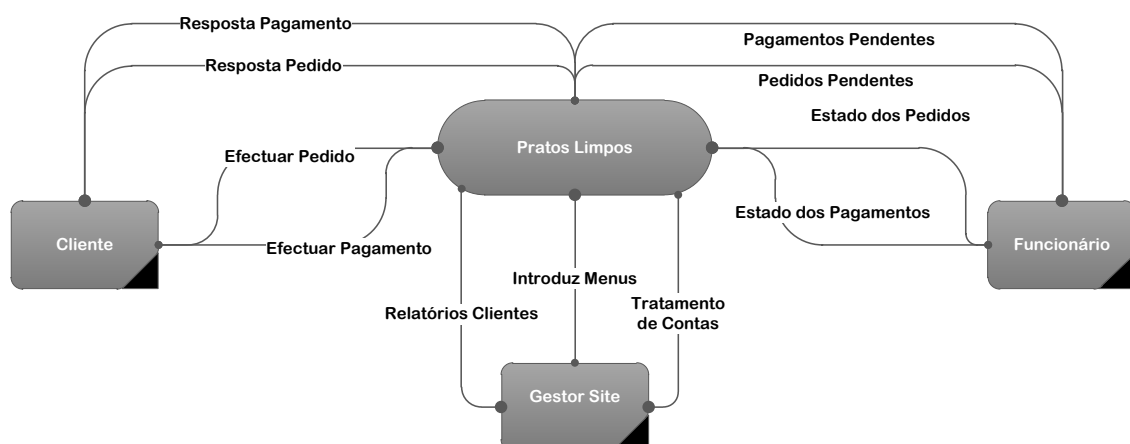 Resposta Pagamento
Pagamentos Pendentes
Resposta Pedido
Pedidos Pendentes
Estado dos Pedidos
Pratos Limpos
Efectuar Pedido
Estado dos Pagamentos
Cliente
Efectuar Pagamento
Funcionário
Introduz Menus
Relatórios Clientes
Tratamento
de Contas
Gestor Site